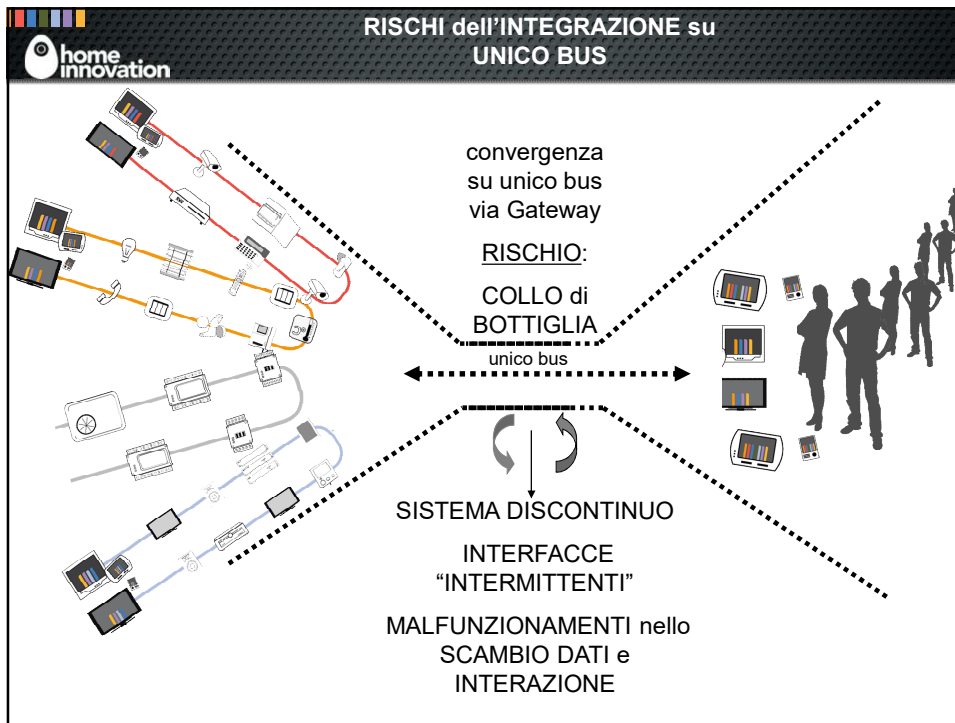 RISCHI dell'INTEGRAZIONE su
UNICO BUS
home
innovation
convergenza
su unico bus
via Gateway
RISCHIO:
COLLO di
BOTTIGLIA
unico bus
SISTEMA DISCONTINUO
INTERFACCE
“INTERMITTENTI”
MALFUNZIONAMENTI nello
SCAMBIO DATI e
INTERAZIONE